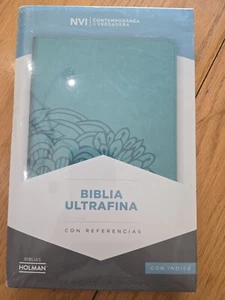 NVI CONTEMPORÁNEA & VERDADERA
BIBLIA
ULTRAFINA
CON REFERENCIAS
BIBLIAS
HOLMAN
CON ÍNDICE